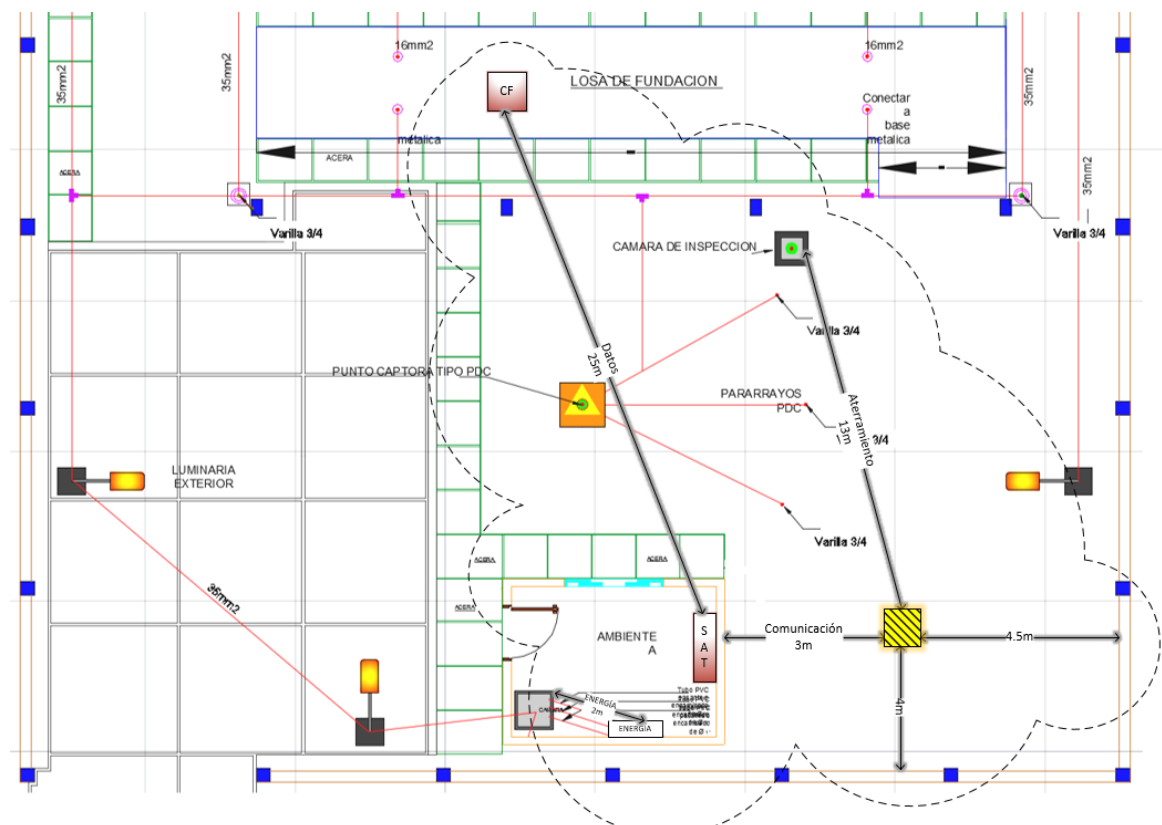 16mm2
16mm2
35mm2
35mm2
35mm2
CF
LOSA DE FUNDACION
Conectar
a
base
metalica
metalica
ACERA
ACERA
35mm2
Varilla 3/4
Varilla 3/4
CAMARA DE INSPECCION
Varilla 3/4
Datos
25m
PUNTO CAPTORA TIPO PDC
PARARRAYOS
PDC
Aterramiento
13m
3/4
LUMINARIA
EXTERIOR
Varilla 3/4
ACERA
ACERA
35mm2
ACERA
AMBIENTE
A
S
A
T
Comunicación
3m
4.5m
4m
Tubo PVC
ENERGÍA
2m
ENERGÍA
de Ø 1"